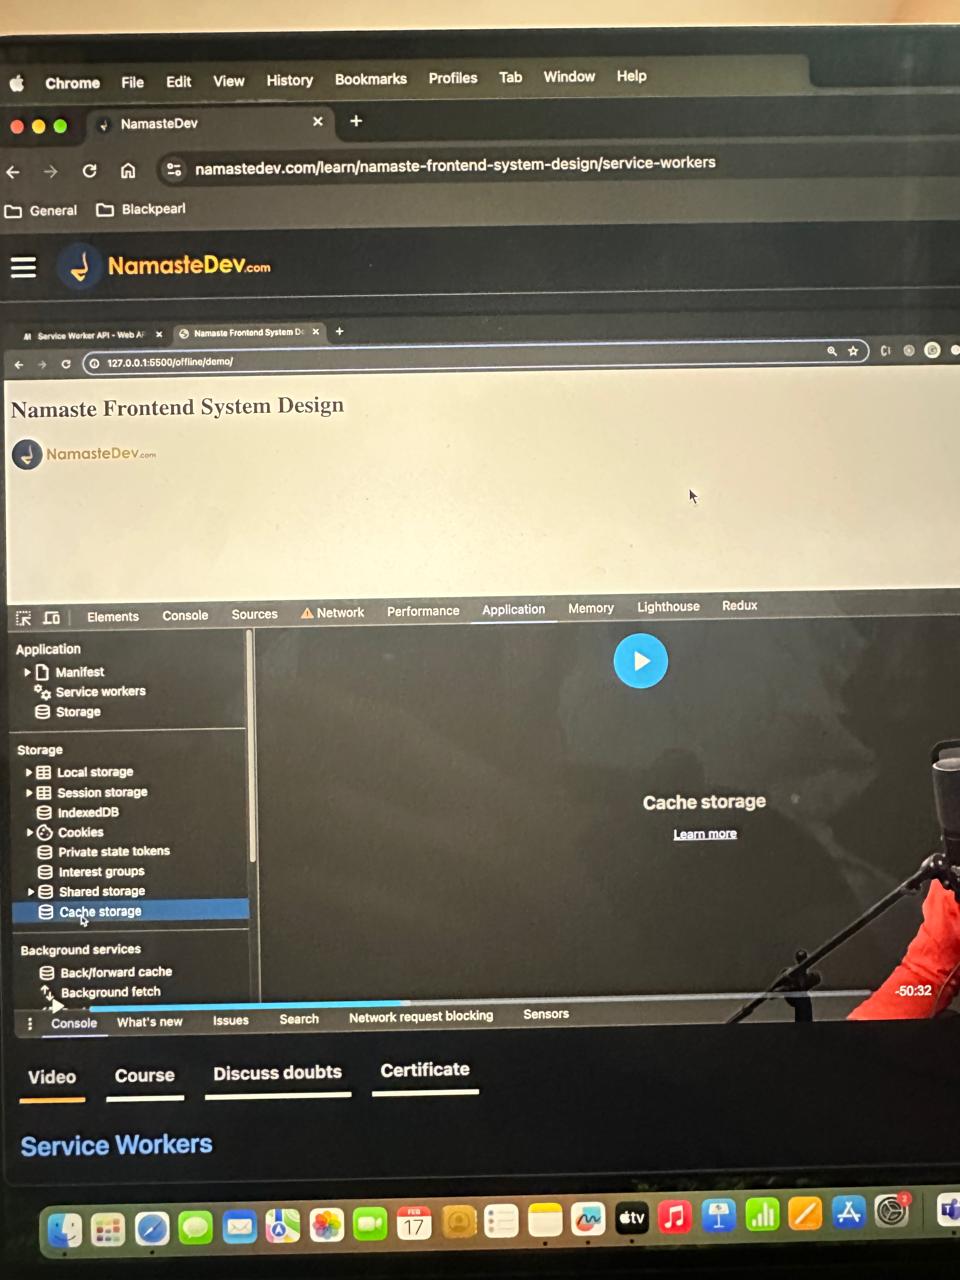 Chrome File Edit View History Bookmarks Profiles Tab Window Help
NamasteDev
namastedev.com/learn/namaste-frontend-system-design/service-workers
General Blackpearl
NamasteDev.com
Service Worker API - Web AP Namaste Frontend System De
127.0.0.1:5500/offline/demo/
Namaste Frontend System Design
NamasteDev.com
Elements Console Sources Network Performance Application Memory Lighthouse Redux
Application
Manifest
Service workers
Storage
Storage
Local storage
Session storage
IndexedDB
Cookies
Private state tokens
Interest groups
Shared storage
Cache storage
Background services
Back/forward cache
Background fetch
Cache storage
Learn more
-50:32
Console What's new Issues Search Network request blocking Sensors
Video Course Discuss doubts Certificate
Service Workers
FEB
17
tv
2